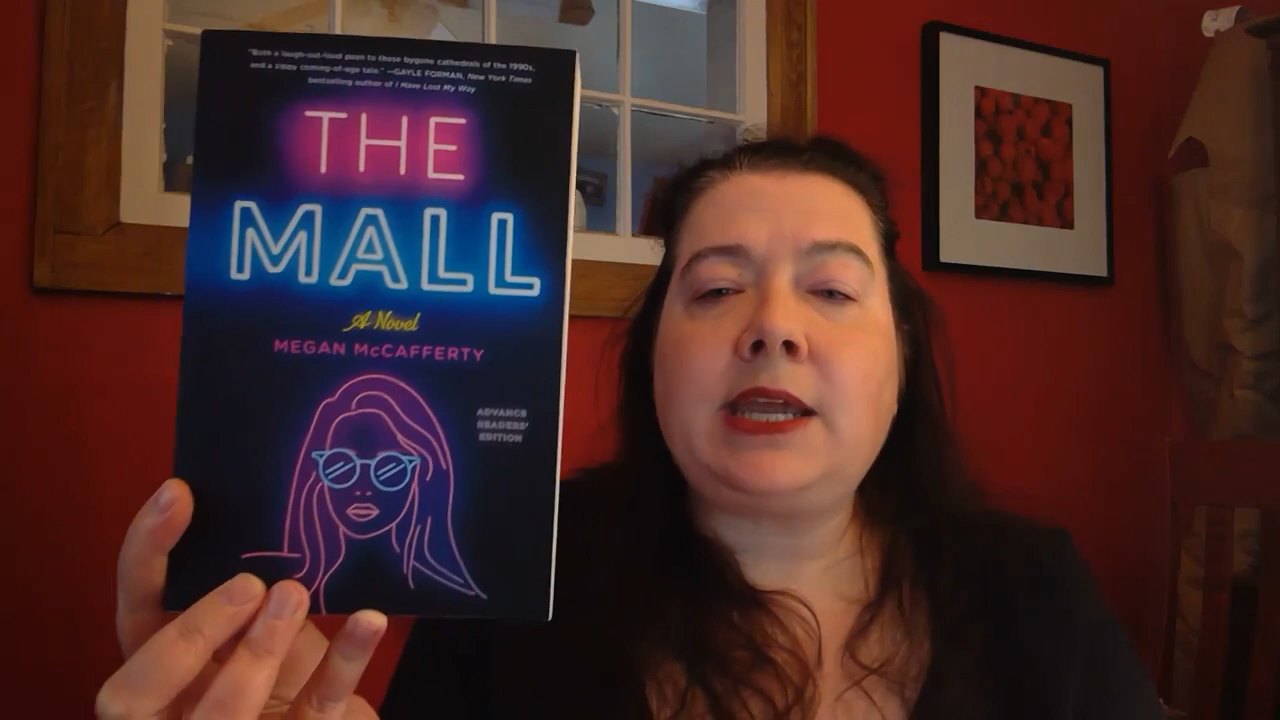 "Both a laugh-out-loud paean to those bygone cathedrals of the 1990s,
and a zippy coming-of-age tale." —GAYLE FORMAN, New York Times
bestselling author of I Have Lost My Way
THE
MALL
A Novel
MEGAN McCAFFERTY
ADVANCE
READERS'
EDITION